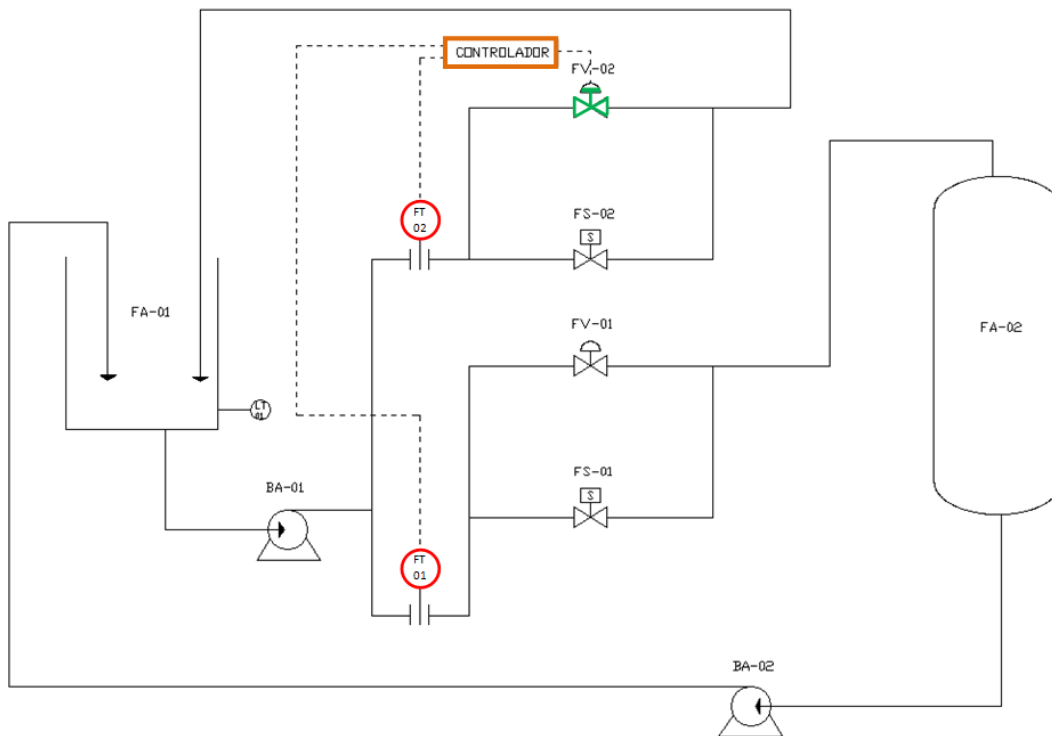 CONTROLADOR
FV-02
FT
02
FS-02
S
FA-01
FV-01
FA-02
LT
01
FS-01
S
BA-01
FT
01
BA-02